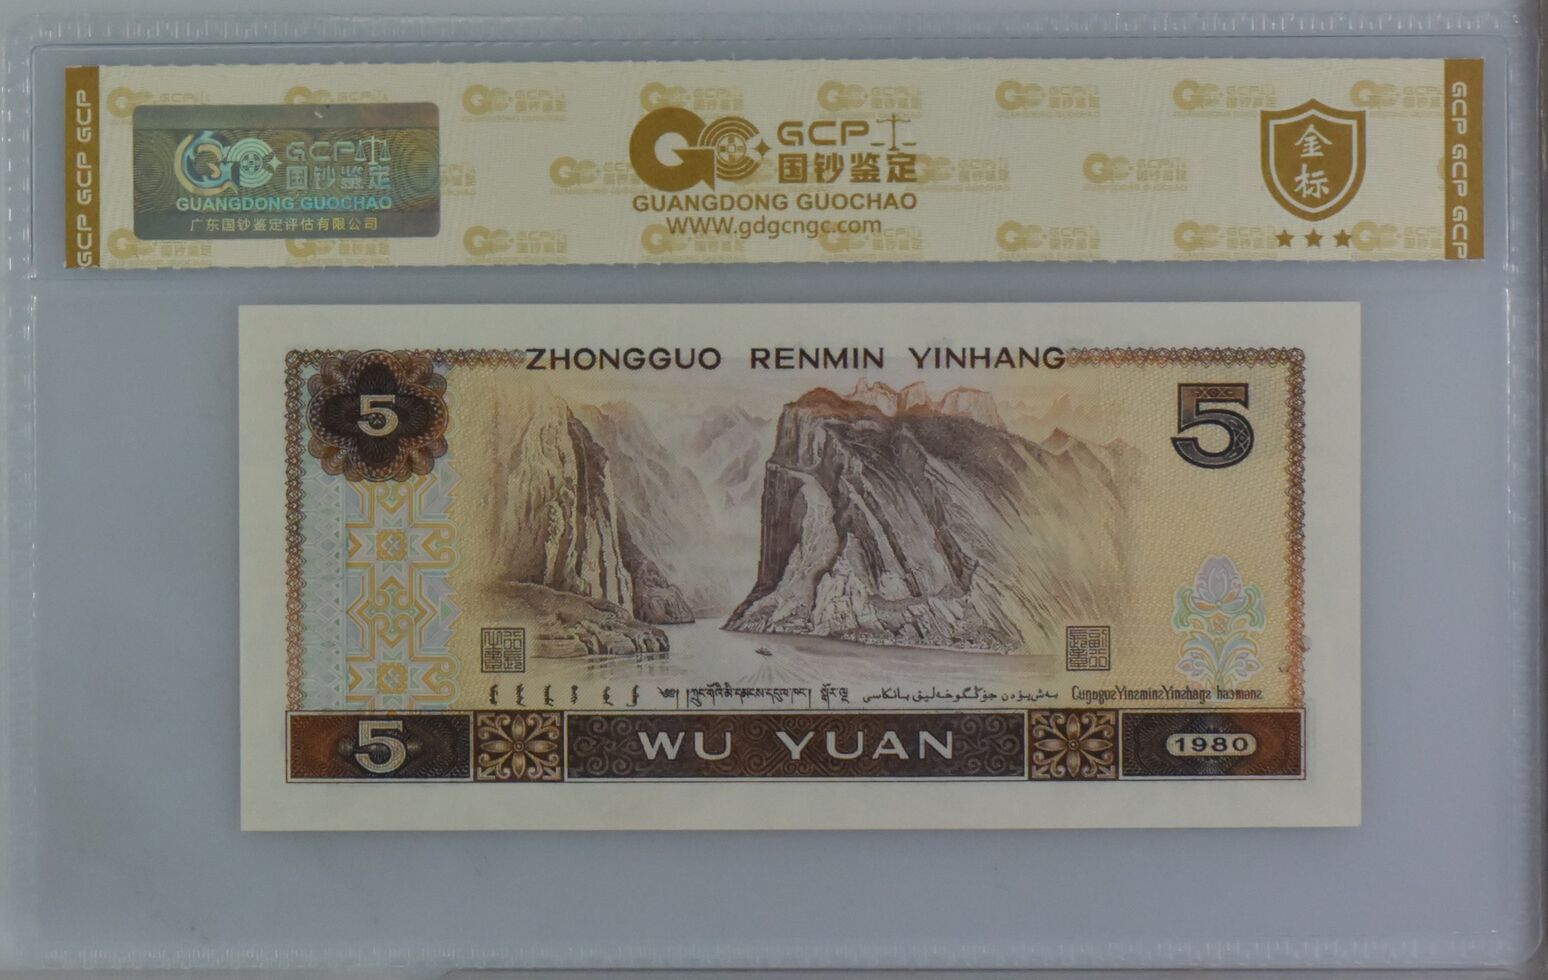 GCP GCP GCP
GCP 国钞鉴定
GUANGDONG GUOCHAO
广东国钞鉴定评估有限公司
GCP
国钞鉴定
GUANGDONG GUOCHAO
WWW.gdgcngc.com
金标
GCP GCP GCP
ZHONGGUO RENMIN YINHANG
5
5
5
WU YUAN
1980